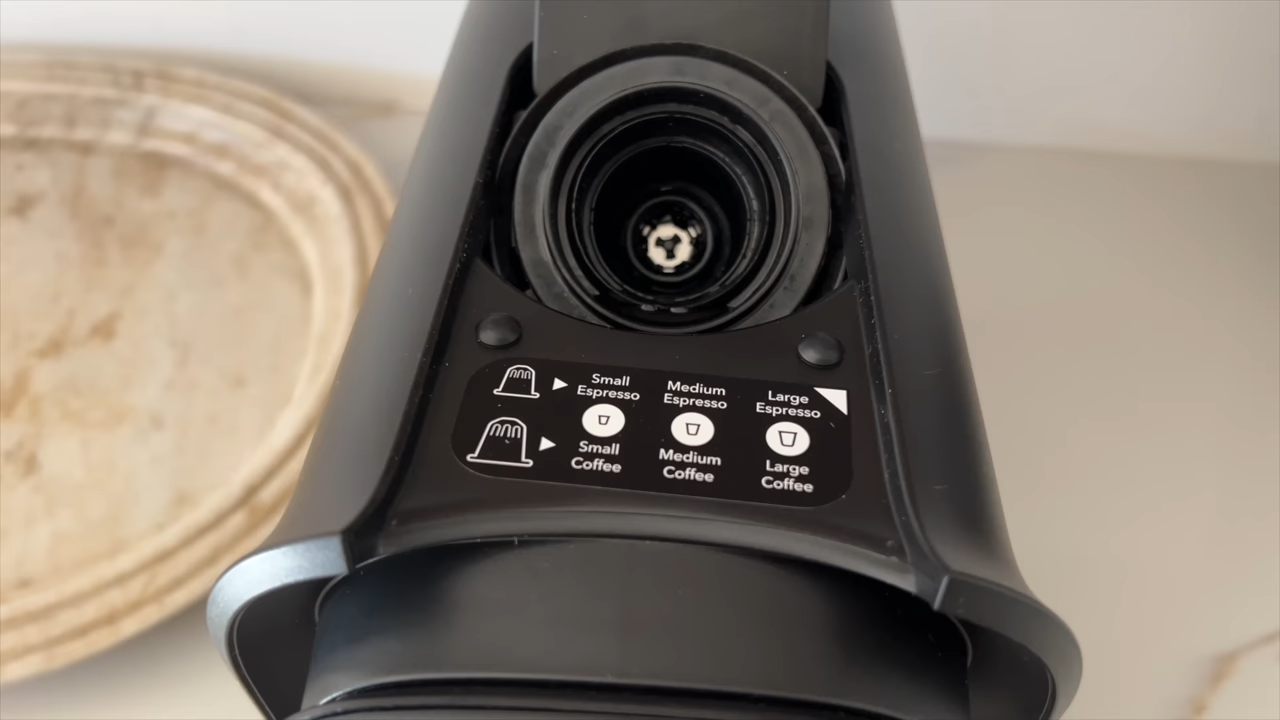 Small
Espresso
Medium
Espresso
Large
Espresso
Small
Coffee
Medium
Coffee
Large
Coffee